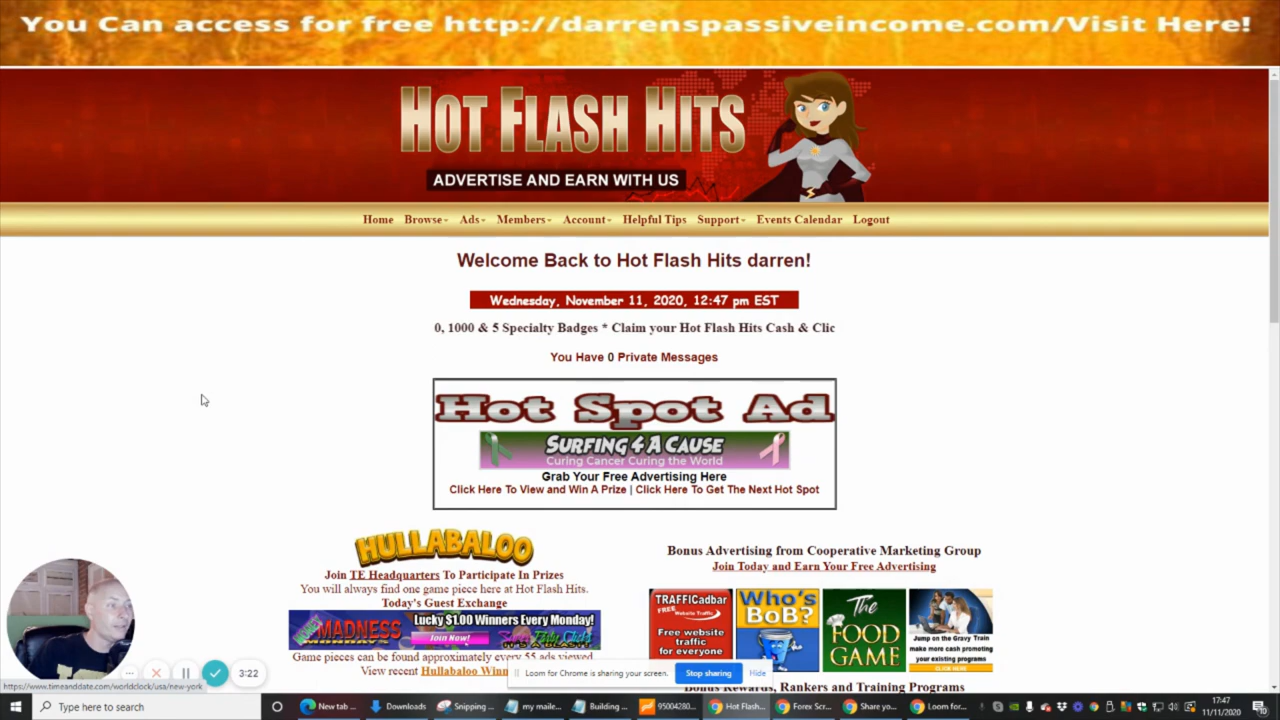 You Can access for free http://darrenspassiveincome.com/Visit Here!
HOT FLASH HITS
ADVERTISE AND EARN WITH US
Home Browse Ads Members Account Helpful Tips Support Events Calendar Logout
Welcome Back to Hot Flash Hits darren!
Wednesday, November 11, 2020, 12:47 pm EST
0, 1000 & 5 Specialty Badges * Claim your Hot Flash Hits Cash & Clic
You Have 0 Private Messages
Hot Spot Ad
SURFING 4 A CAUSE
Curing Cancer Curing the World
Grab Your Free Advertising Here
Click Here To View and Win A Prize | Click Here To Get The Next Hot Spot
HULLABALOO
Join TE Headquarters To Participate In Prizes
You will always find one game piece here at Hot Flash Hits.
Today's Guest Exchange
MADNESS
MONDAYS
Lucky $1.00 Winners Every Monday!
Join Now!
IT'S A BLAST!
Game pieces can be found approximately every 55 ads viewed.
View recent Hullabaloo Winn
Bonus Advertising from Cooperative Marketing Group
Join Today and Earn Your Free Advertising
TRAFFICadbar
FREE Website Traffic
Free website
traffic
for everyone
Who's
BoB?
The
FOOD
GAME
Jump on the Gravy Train
make more cash promoting
your existing programs
CLICK HERE
Bonus Rewards, Rankers and Training Programs
3:22
Loom for Chrome is sharing your screen.
Stop sharing
Hide
https://www.timeanddate.com/worldclock/usa/new-york
Type here to search
New tab ...
Downloads
Snipping ...
my maile...
Building ...
95004280...
Hot Flash...
Forex Scr...
Share yo...
Loom for...
17:47
11/11/2020